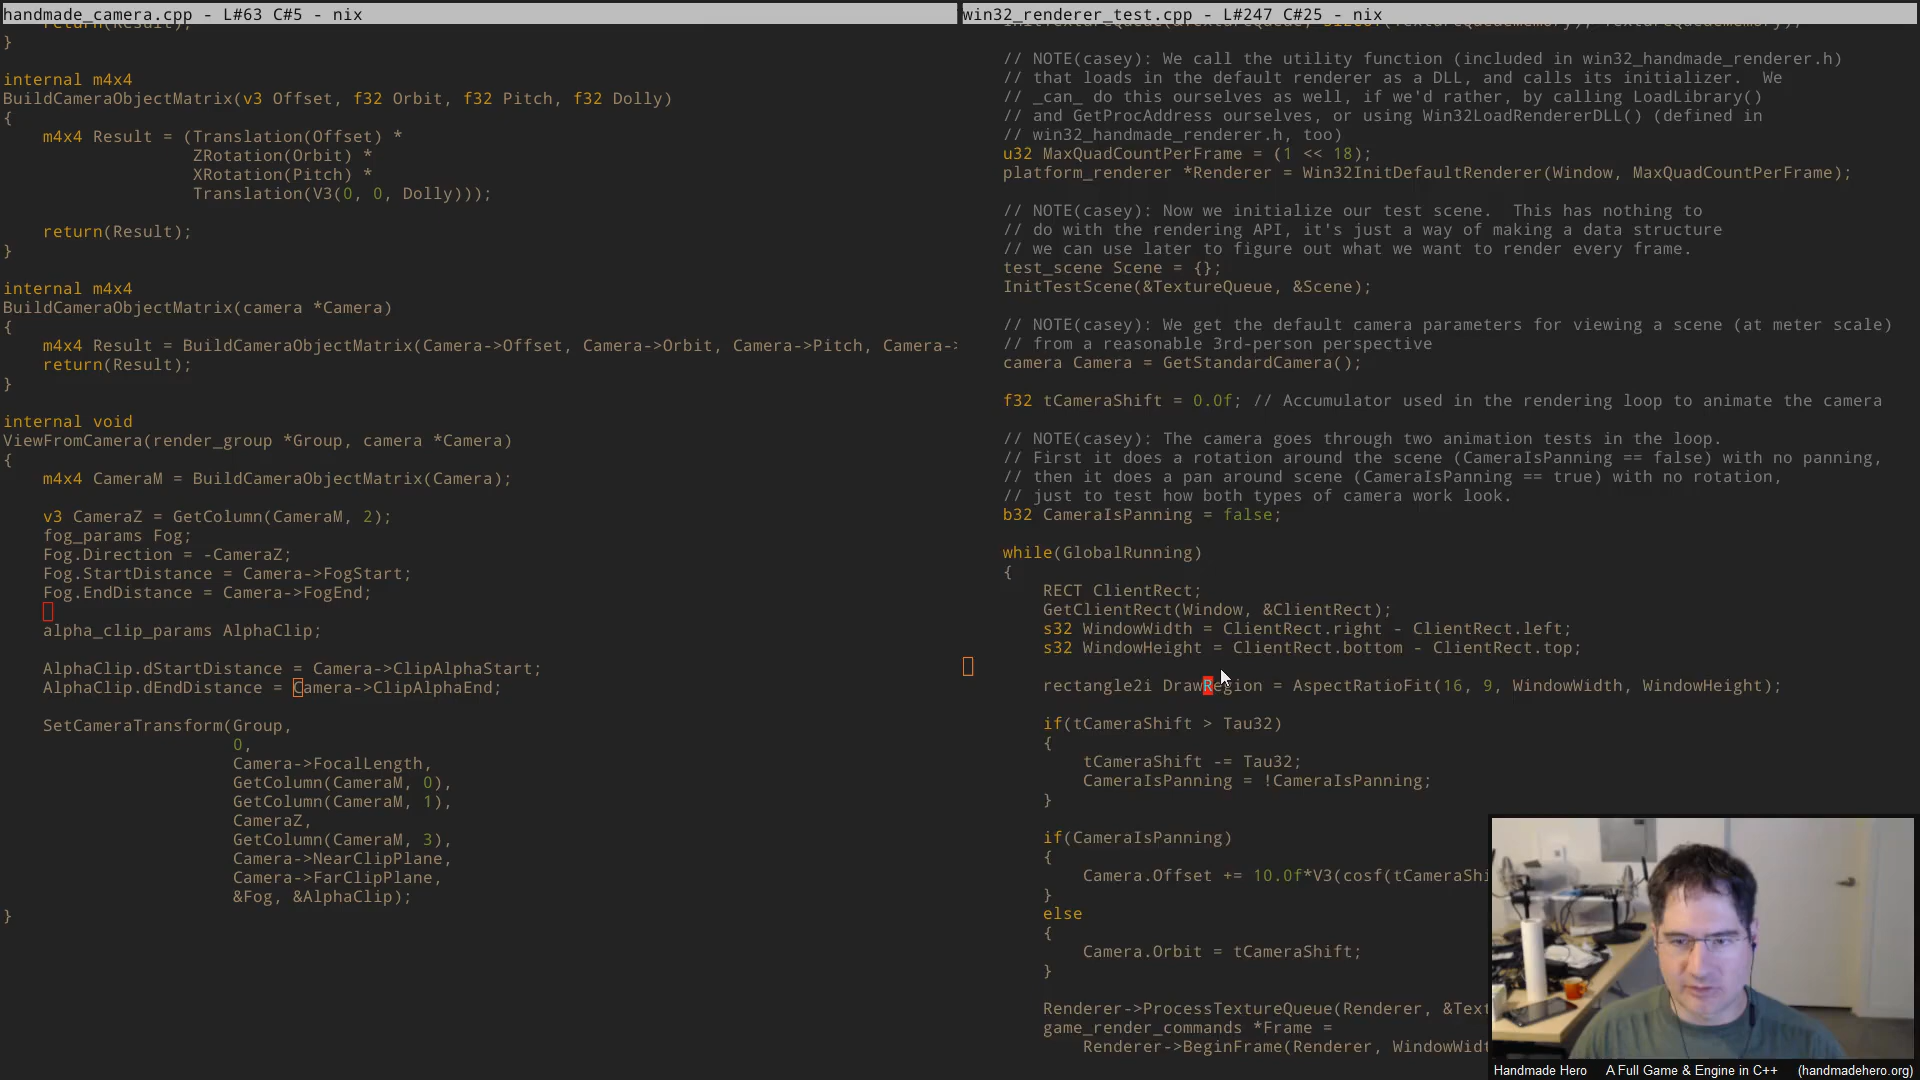 handmade_camera.cpp - L#63 C#5 - nix
return(Result);
}
internal m4x4
BuildCameraObjectMatrix(v3 Offset, f32 Orbit, f32 Pitch, f32 Dolly)
{
m4x4 Result = (Translation(Offset) *
ZRotation(Orbit) *
XRotation(Pitch) *
Translation(V3(0, 0, Dolly)));
return(Result);
}
internal m4x4
BuildCameraObjectMatrix(camera *Camera)
{
m4x4 Result = BuildCameraObjectMatrix(Camera->Offset, Camera->Orbit, Camera->Pitch, Camera->
return(Result);
}
internal void
ViewFromCamera(render_group *Group, camera *Camera)
{
m4x4 CameraM = BuildCameraObjectMatrix(Camera);
v3 CameraZ = GetColumn(CameraM, 2);
fog_params Fog;
Fog.Direction = -CameraZ;
Fog.StartDistance = Camera->FogStart;
Fog.EndDistance = Camera->FogEnd;
alpha_clip_params AlphaClip;
AlphaClip.dStartDistance = Camera->ClipAlphaStart;
AlphaClip.dEndDistance = Camera->ClipAlphaEnd;
SetCameraTransform(Group,
0,
Camera->FocalLength,
GetColumn(CameraM, 0),
GetColumn(CameraM, 1),
CameraZ,
GetColumn(CameraM, 3),
Camera->NearClipPlane,
Camera->FarClipPlane,
&Fog, &AlphaClip);
}
win32_renderer_test.cpp - L#247 C#25 - nix
// NOTE(casey): We call the utility function (included in win32_handmade_renderer.h)
// that loads in the default renderer as a DLL, and calls its initializer.  We
// _can_ do this ourselves as well, if we'd rather, by calling LoadLibrary()
// and GetProcAddress ourselves, or using Win32LoadRendererDLL() (defined in
// win32_handmade_renderer.h, too)
u32 MaxQuadCountPerFrame = (1 << 18);
platform_renderer *Renderer = Win32InitDefaultRenderer(Window, MaxQuadCountPerFrame);
// NOTE(casey): Now we initialize our test scene.  This has nothing to
// do with the rendering API, it's just a way of making a data structure
// we can use later to figure out what we want to render every frame.
test_scene Scene = {};
InitTestScene(&TextureQueue, &Scene);
// NOTE(casey): We get the default camera parameters for viewing a scene (at meter scale)
// from a reasonable 3rd-person perspective
camera Camera = GetStandardCamera();
f32 tCameraShift = 0.0f; // Accumulator used in the rendering loop to animate the camera
// NOTE(casey): The camera goes through two animation tests in the loop.
// First it does a rotation around the scene (CameraIsPanning == false) with no panning,
// then it does a pan around scene (CameraIsPanning == true) with no rotation,
// just to test how both types of camera work look.
b32 CameraIsPanning = false;
while(GlobalRunning)
{
RECT ClientRect;
GetClientRect(Window, &ClientRect);
s32 WindowWidth = ClientRect.right - ClientRect.left;
s32 WindowHeight = ClientRect.bottom - ClientRect.top;
rectangle2i DrawRegion = AspectRatioFit(16, 9, WindowWidth, WindowHeight);
if(tCameraShift > Tau32)
{
tCameraShift -= Tau32;
CameraIsPanning = !CameraIsPanning;
}
if(CameraIsPanning)
{
Camera.Offset += 10.0f*V3(cosf(tCameraShi
}
else
{
Camera.Orbit = tCameraShift;
}
Renderer->ProcessTextureQueue(Renderer, &Text
game_render_commands *Frame =
Renderer->BeginFrame(Renderer, WindowWidt
Handmade Hero A Full Game & Engine in C++ (handmadehero.org)